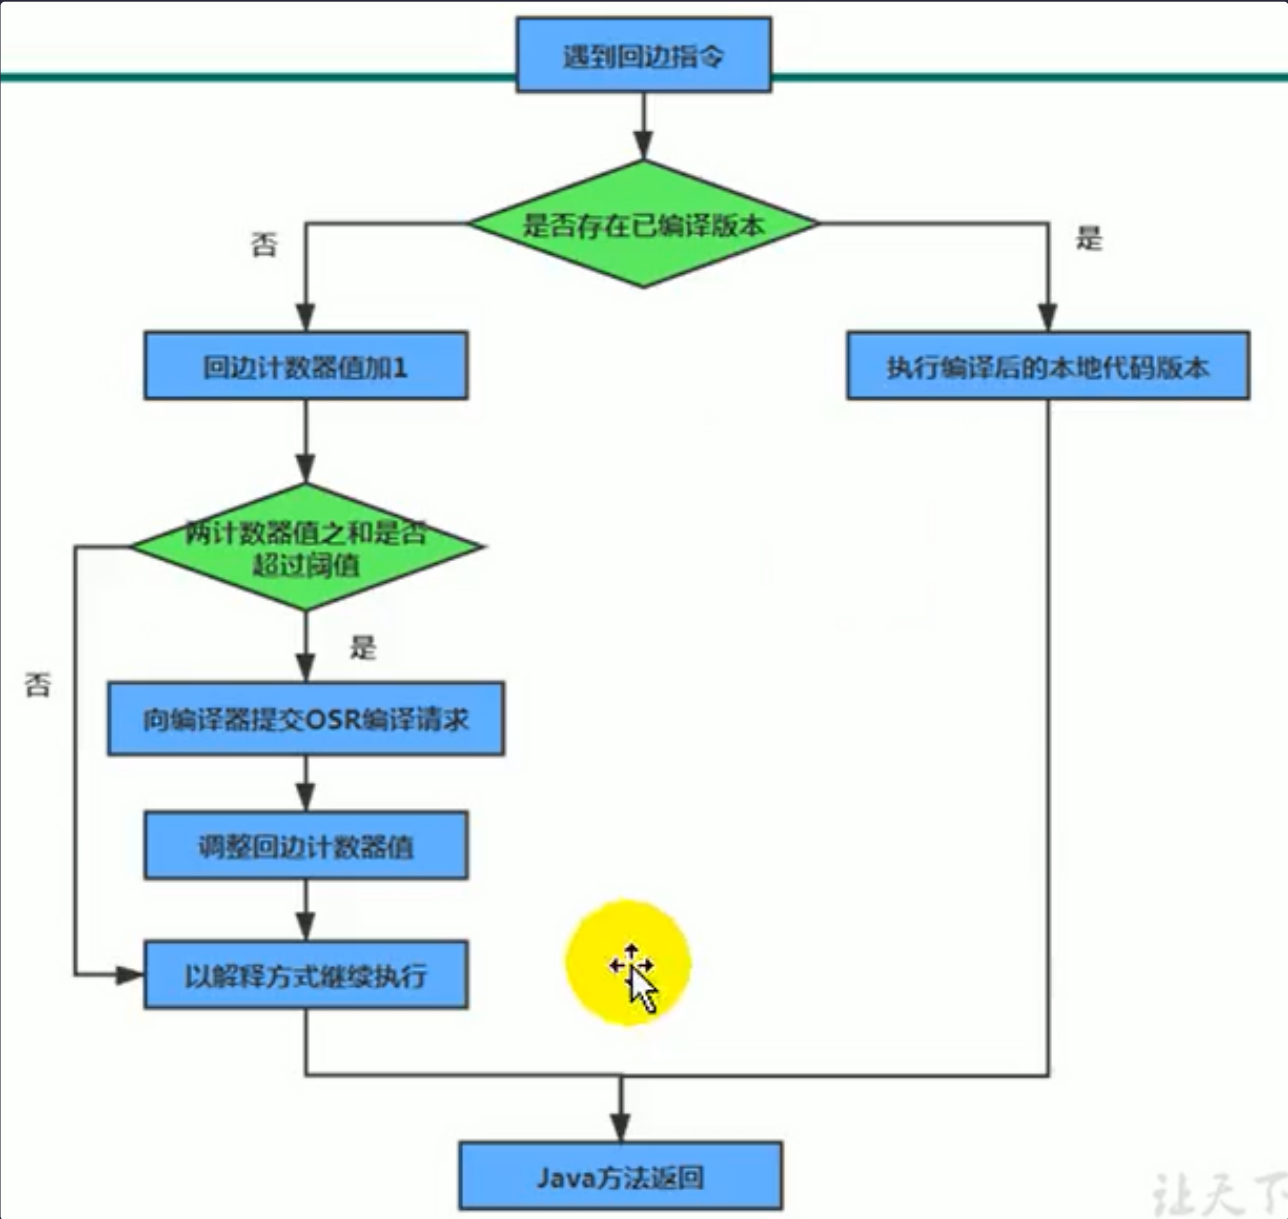 遇到回边指令
是否存在已编译版本
否
是
回边计数器值加1
执行编译后的本地代码版本
两计数器值之和是否
超过阈值
是
否
向编译器提交OSR编译请求
调整回边计数器值
以解释方式继续执行
Java方法返回
让天下